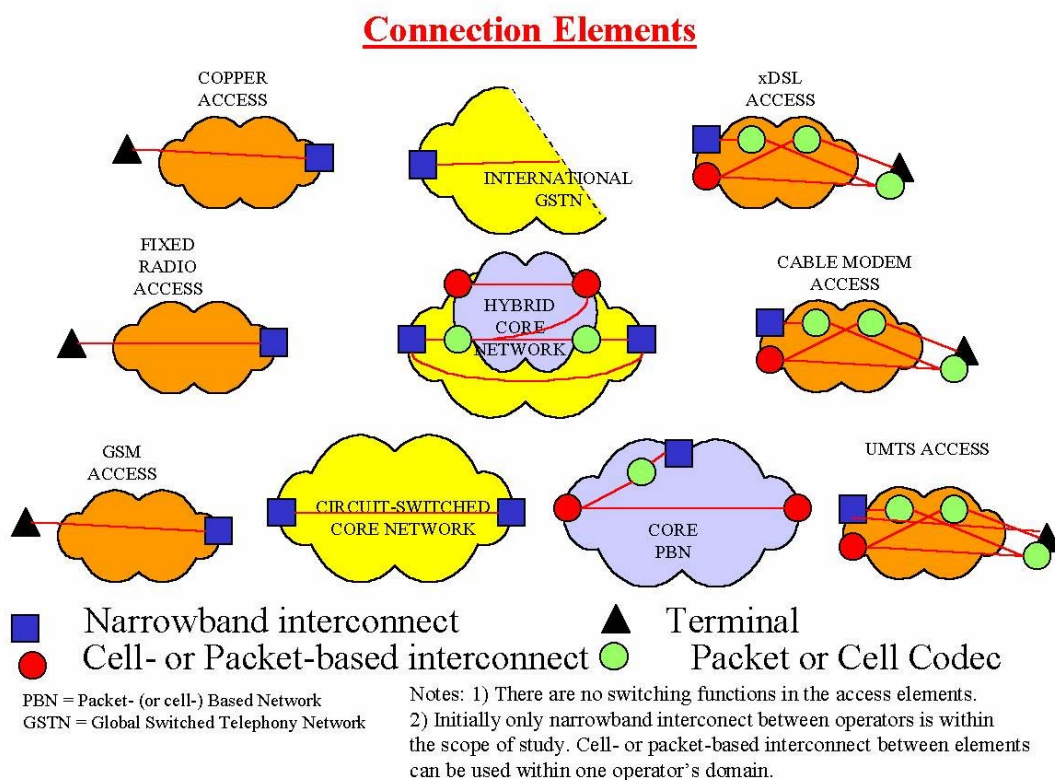 Connection Elements
COPPER
ACCESS
xDSL
ACCESS
INTERNATIONAL
GSTN
FIXED
RADIO
ACCESS
HYBRID
CORE
NETWORK
CABLE MODEM
ACCESS
GSM
ACCESS
CIRCUIT-SWITCHED
CORE NETWORK
CORE
PBN
UMTS ACCESS
Narrowband interconnect
Terminal
Cell- or Packet-based interconnect
Packet or Cell Codec
PBN = Packet- (or cell-) Based Network
GSTN = Global Switched Telephony Network
Notes: 1) There are no switching functions in the access elements.
2) Initially only narrowband interconect between operators is within
the scope of study. Cell- or packet-based interconnect between elements
can be used within one operator's domain.